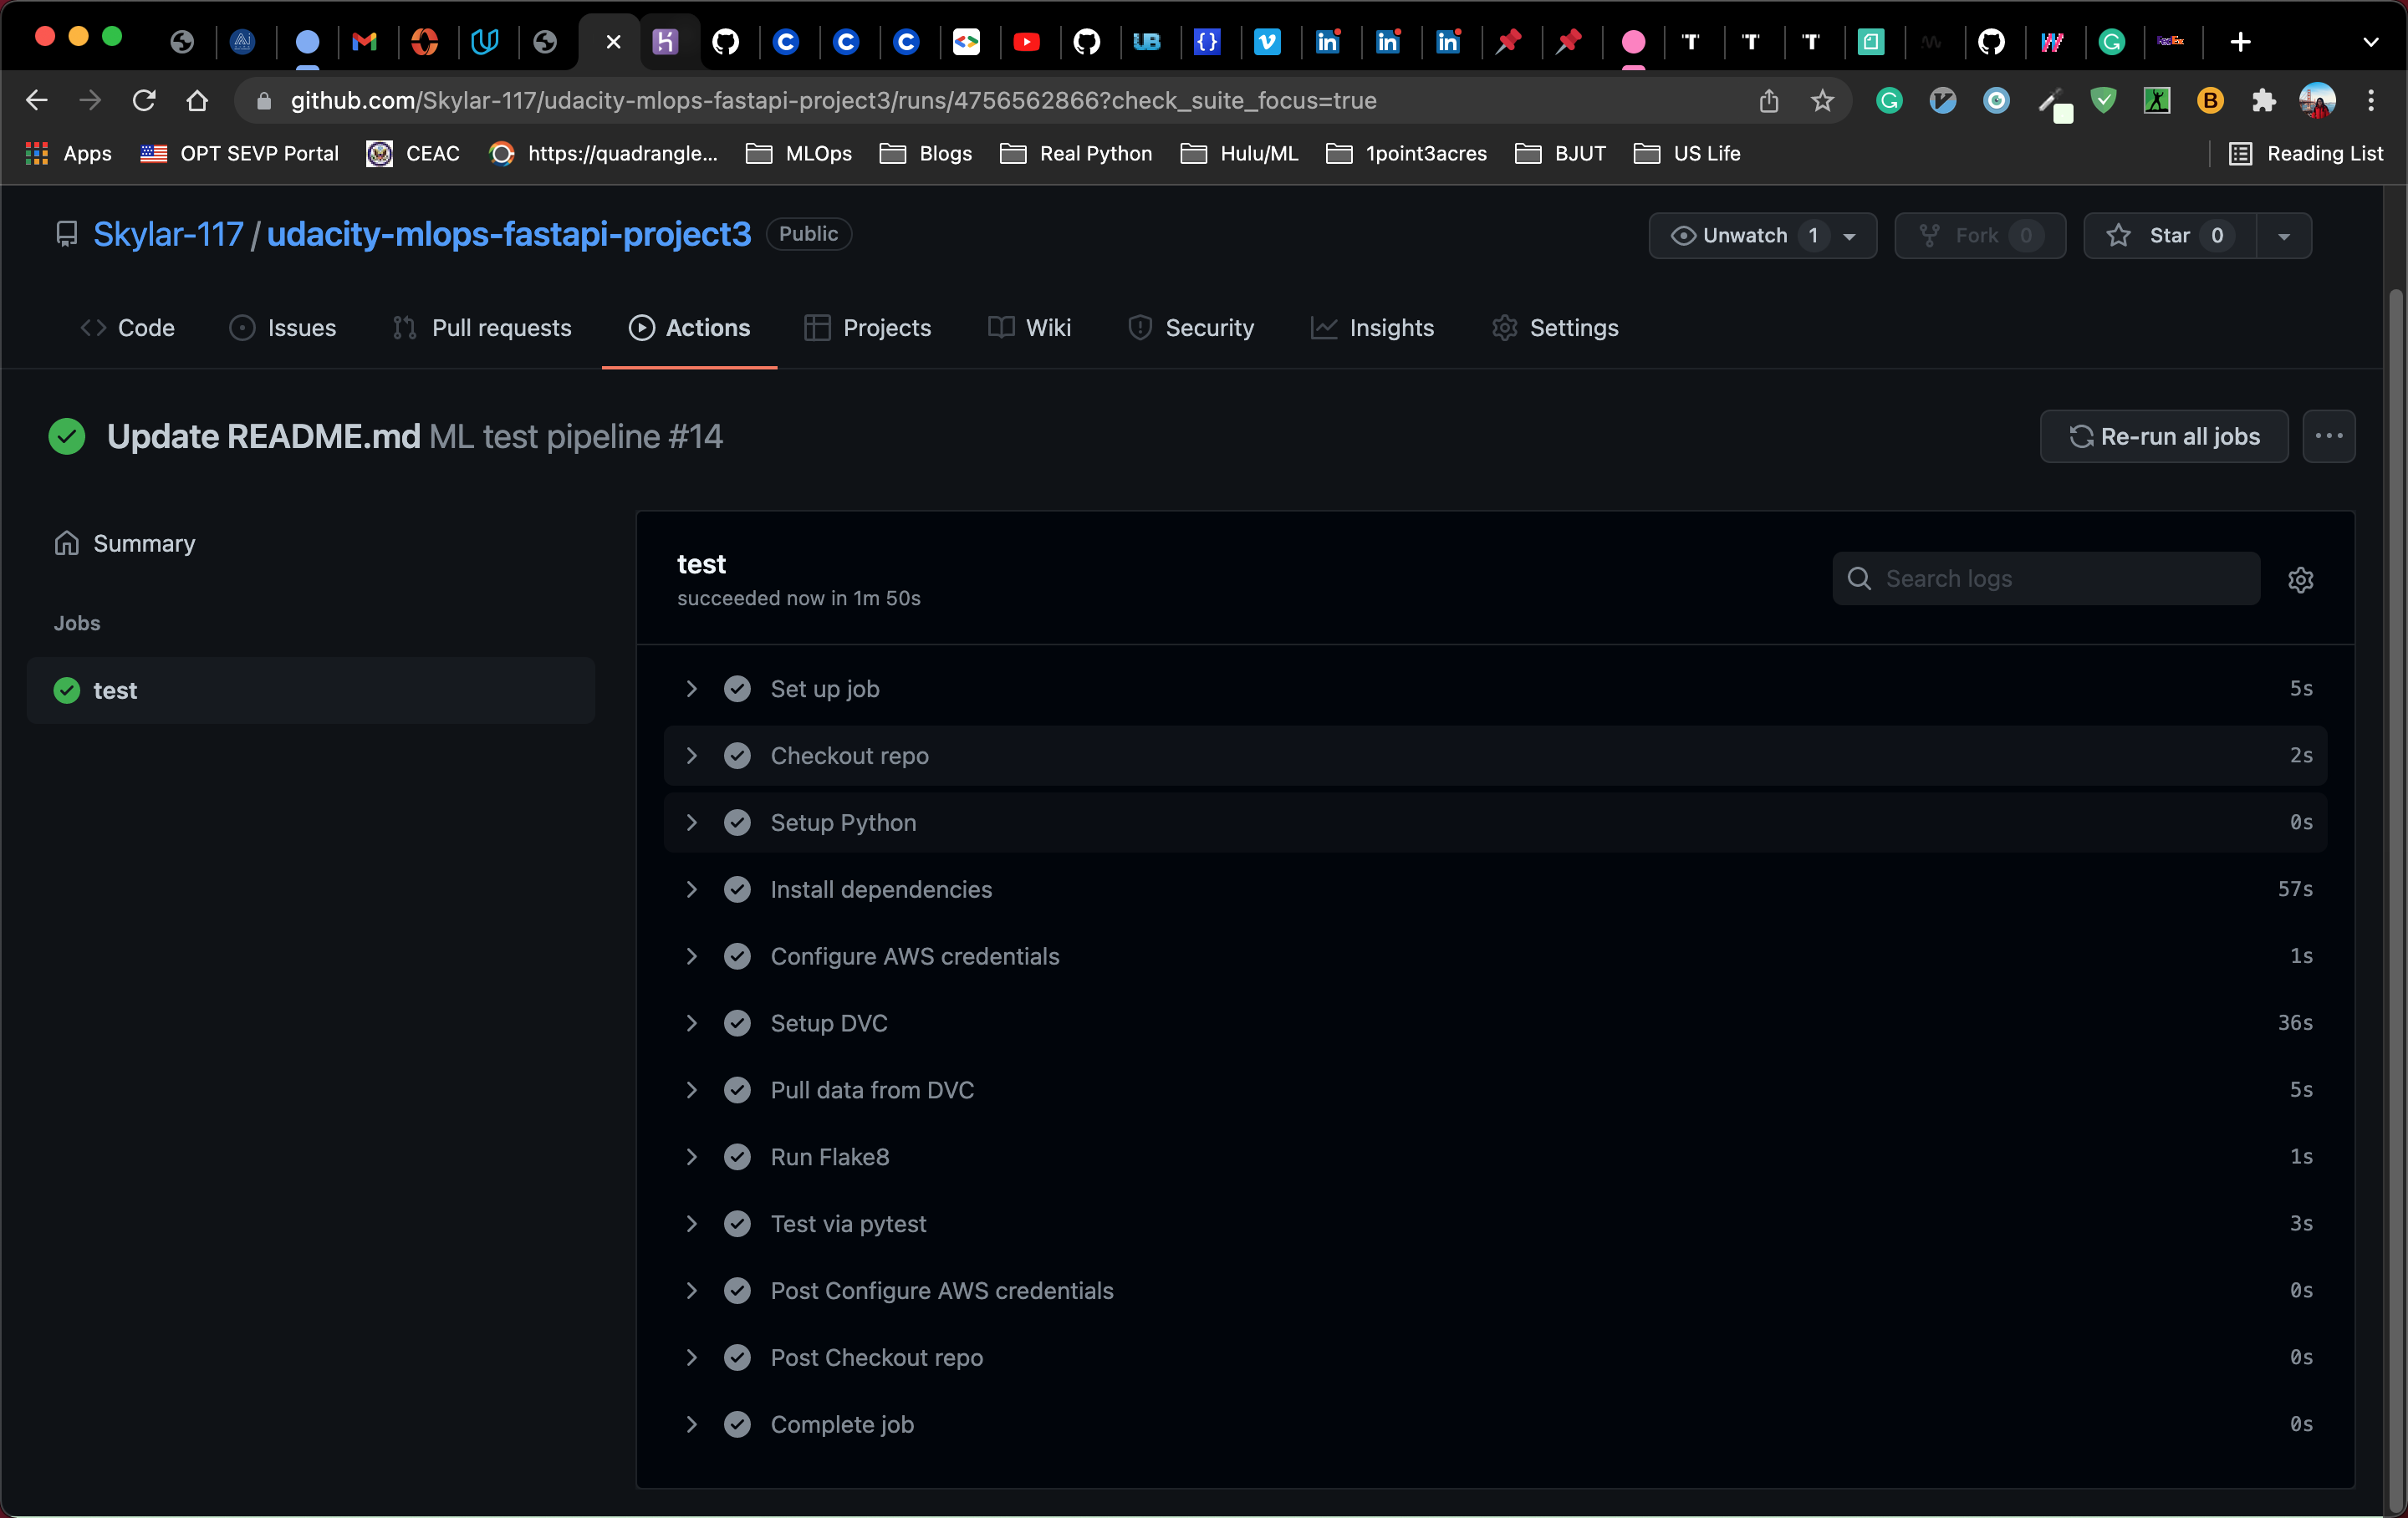 github.com/Skylar-117/udacity-mlops-fastapi-project3/runs/4756562866?check_suite_focus=true
Apps OPT SEVP Portal CEAC https://quadrangle... MLOps Blogs Real Python Hulu/ML 1point3acres BJUT US Life Reading List
Skylar-117 / udacity-mlops-fastapi-project3 Public Unwatch 1 Fork 0 Star 0
Code Issues Pull requests Actions Projects Wiki Security Insights Settings
Update README.md ML test pipeline #14 Re-run all jobs
Summary
Jobs
test
test
succeeded now in 1m 50s
Search logs
Set up job 5s
Checkout repo 2s
Setup Python 0s
Install dependencies 57s
Configure AWS credentials 1s
Setup DVC 36s
Pull data from DVC 5s
Run Flake8 1s
Test via pytest 3s
Post Configure AWS credentials 0s
Post Checkout repo 0s
Complete job 0s